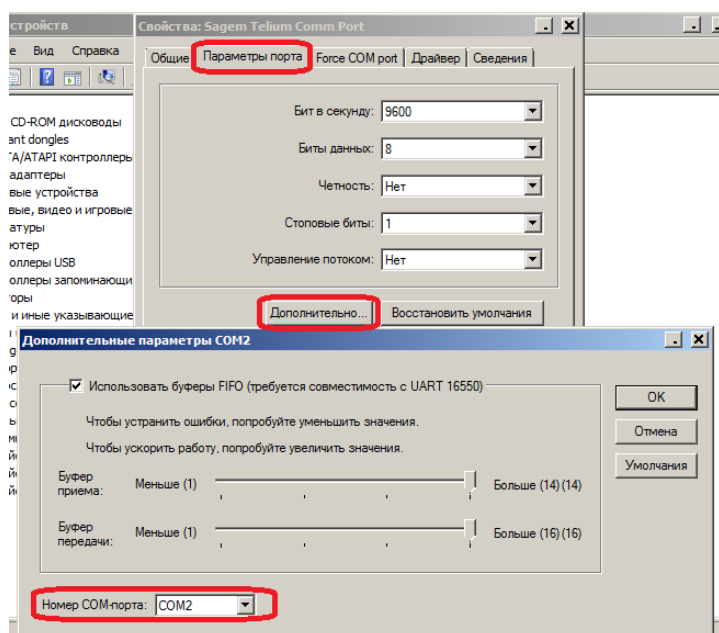 стройств
Свойства: Sagem Telium Comm Port
е Вид Справка
Общие Параметры порта Force COM port Драйвер Сведения
Бит в секунду: 9600
Биты данных: 8
Четность: Нет
Стоповые биты: 1
Управление потоком: Нет
Дополнительно... Восстановить умолчания
CD-ROM дисководы
ant dongles
"A/ATAPI контроллеры
адаптеры
вые устройства
вые, видео и игровые
атуры
ютер
оллеры USB
оллеры запоминающи
оры
и иные указывающие
Дополнительные параметры COM2
Использовать буферы FIFO (требуется совместимость с UART 16550)
Чтобы устранить ошибки, попробуйте уменьшить значения.
Чтобы ускорить работу, попробуйте увеличить значения.
Буфер приема: Меньше (1) Больше (14) (14)
Буфер передачи: Меньше (1) Больше (16) (16)
Номер COM-порта: COM2
OK
Отмена
Умолчания